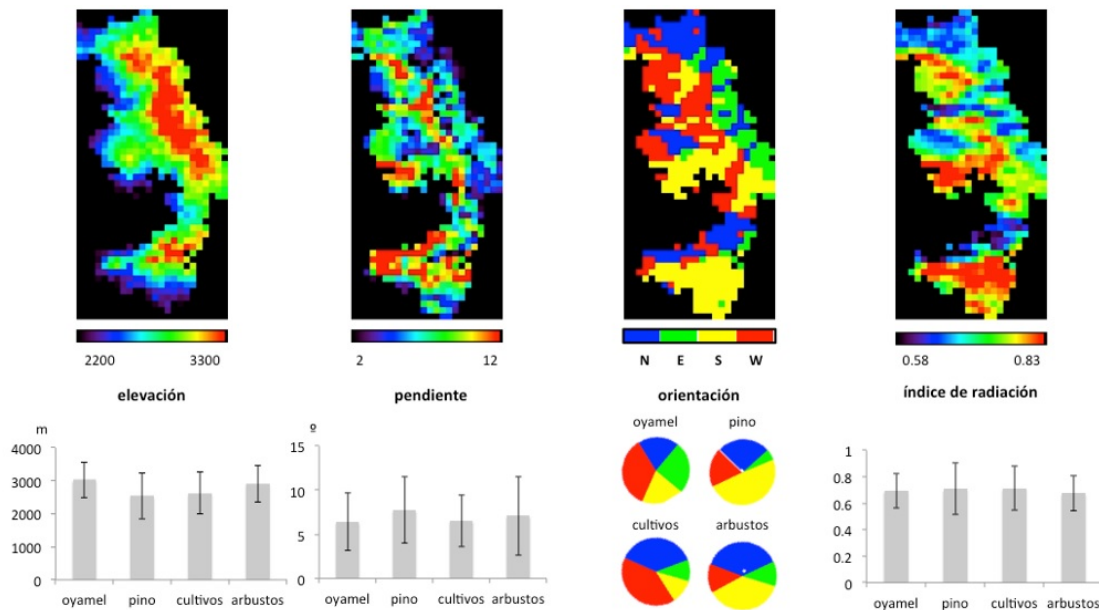 2200 3300
2 12
N E S W
0.58 0.83
elevación
pendiente
orientación
índice de radiación
m
4000
3000
2000
1000
0
oyamel pino cultivos arbustos
º
15
10
5
0
oyamel pino cultivos arbustos
oyamel pino
cultivos arbustos
1
0.8
0.6
0.4
0.2
0
oyamel pino cultivos arbustos